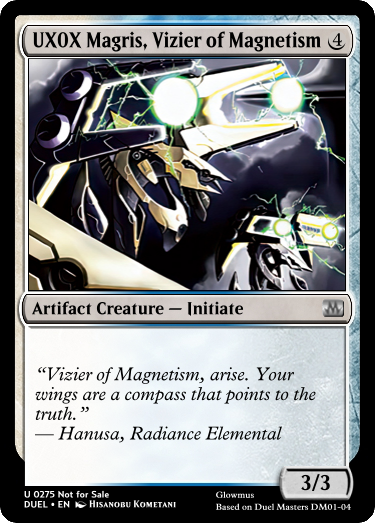 UX0X Magris, Vizier of Magnetism 4
Artifact Creature — Initiate
“Vizier of Magnetism, arise. Your
wings are a compass that points to the
truth.”
— Hanusa, Radiance Elemental
3/3
U 0275 Not for Sale
DUEL • EN Hisanobu Kometani
Glowmus
Based on Duel Masters DM01-04